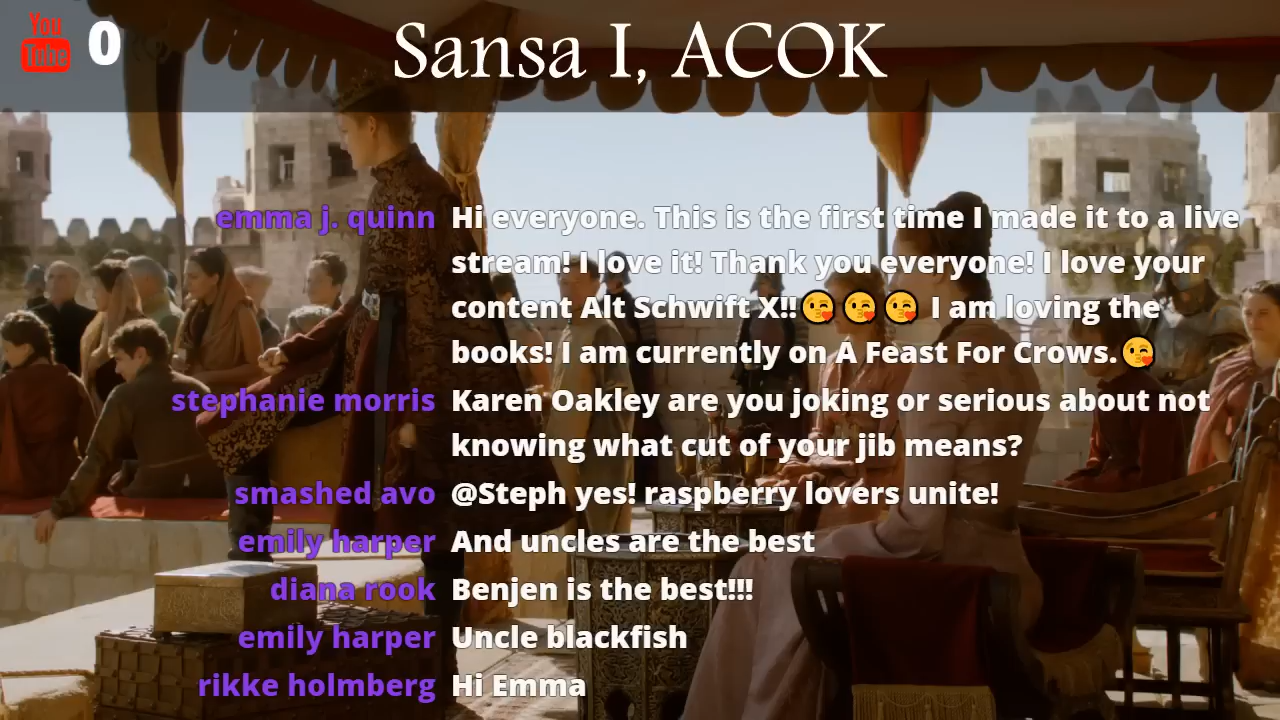 You
Tube
0
Sansa I, ACOK
emma j. quinn Hi everyone. This is the first time I made it to a live
stream! I love it! Thank you everyone! I love your
content Alt Schwift X!!😘😘😘 I am loving the
books! I am currently on A Feast For Crows.😘
stephanie morris Karen Oakley are you joking or serious about not
knowing what cut of your jib means?
smashed avo @Steph yes! raspberry lovers unite!
emily harper And uncles are the best
diana rook Benjen is the best!!!
emily harper Uncle blackfish
rikke holmberg Hi Emma